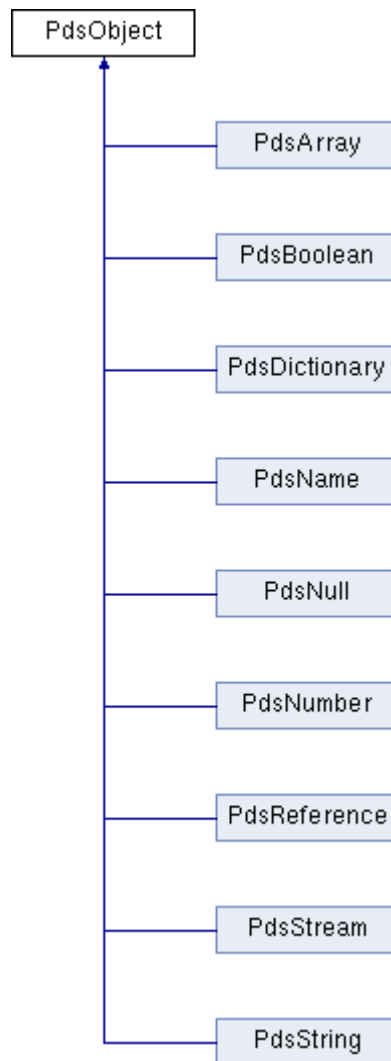 PdsObject
PdsArray
PdsBoolean
PdsDictionary
PdsName
PdsNull
PdsNumber
PdsReference
PdsStream
PdsString